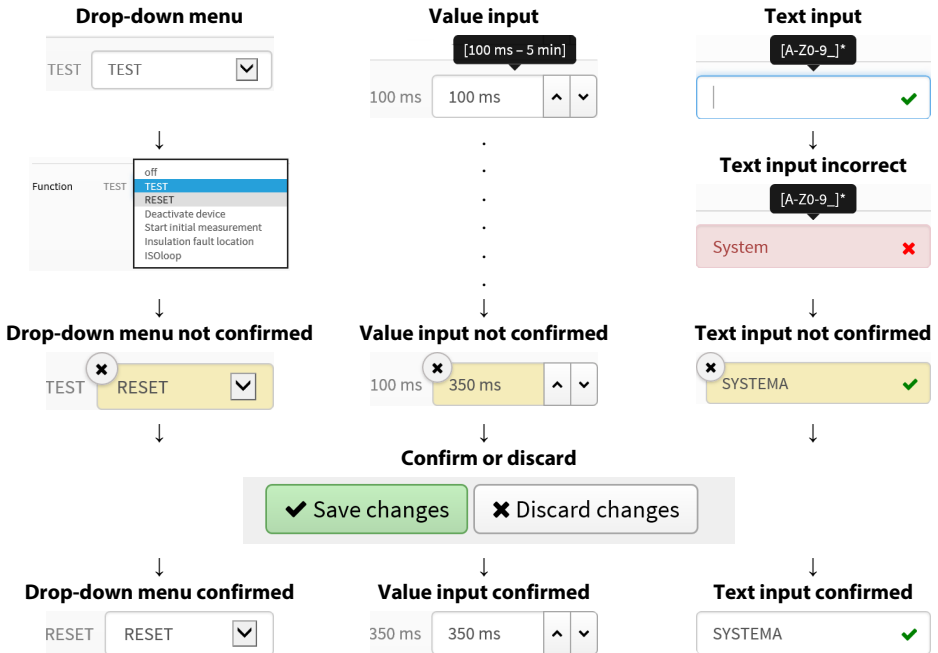 Drop-down menu
Value input
Text input
[100 ms – 5 min]
[A-Z0-9_]*
TEST TEST
100 ms 100 ms
Text input incorrect
Function TEST
off
TEST
RESET
Deactivate device
Start initial measurement
Insulation fault location
ISOloop
[A-Z0-9_]*
System
Drop-down menu not confirmed
Value input not confirmed
Text input not confirmed
TEST RESET
100 ms 350 ms
SYSTEMA
Confirm or discard
Save changes
Discard changes
Drop-down menu confirmed
Value input confirmed
Text input confirmed
RESET RESET
350 ms 350 ms
SYSTEMA